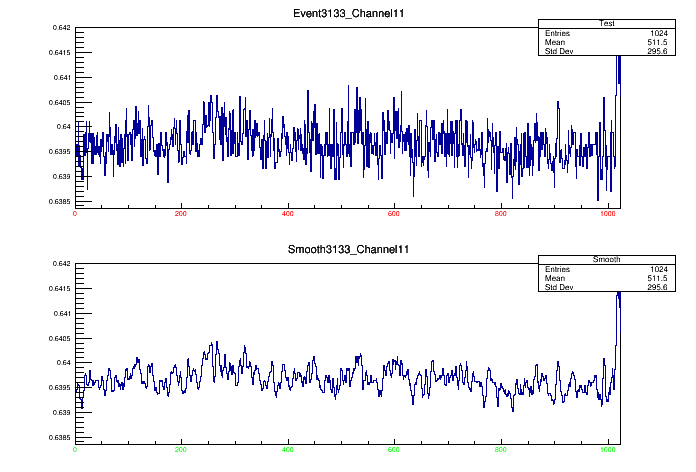 Event3133_Channel11
Test
Entries 1024
Mean 511.5
Std Dev 295.6
0.642
0.6415
0.641
0.6405
0.64
0.6395
0.639
0.6385
0 200 400 600 800 1000
Smooth3133_Channel11
Smooth
Entries 1024
Mean 511.5
Std Dev 295.6
0.642
0.6415
0.641
0.6405
0.64
0.6395
0.639
0.6385
0 200 400 600 800 1000